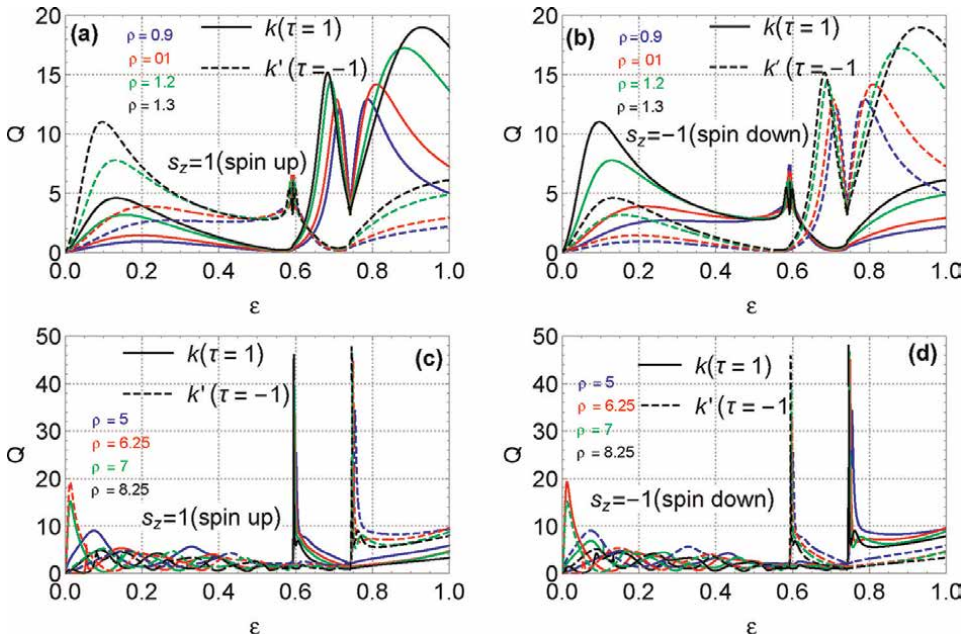 (a)
ρ = 0.9
ρ = 01
ρ = 1.2
ρ = 1.3
k(τ = 1)
k'(τ = −1)
s_z=1(spin up)
Q
20
15
10
5
0
0.0 0.2 0.4 0.6 0.8 1.0
ε
(b)
ρ = 0.9
ρ = 01
ρ = 1.2
ρ = 1.3
k(τ = 1)
k'(τ = −1
s_z=−1(spin down)
Q
20
15
10
5
0
0.0 0.2 0.4 0.6 0.8 1.0
ε
(c)
k(τ = 1)
k'(τ = −1)
ρ = 5
ρ = 6.25
ρ = 7
ρ = 8.25
s_z=1(spin up)
Q
50
40
30
20
10
0
0.0 0.2 0.4 0.6 0.8 1.0
ε
(d)
k(τ = 1)
k'(τ = −1
ρ = 5
ρ = 6.25
ρ = 7
ρ = 8.25
s_z=−1(spin down)
Q
50
40
30
20
10
0
0.0 0.2 0.4 0.6 0.8 1.0
ε